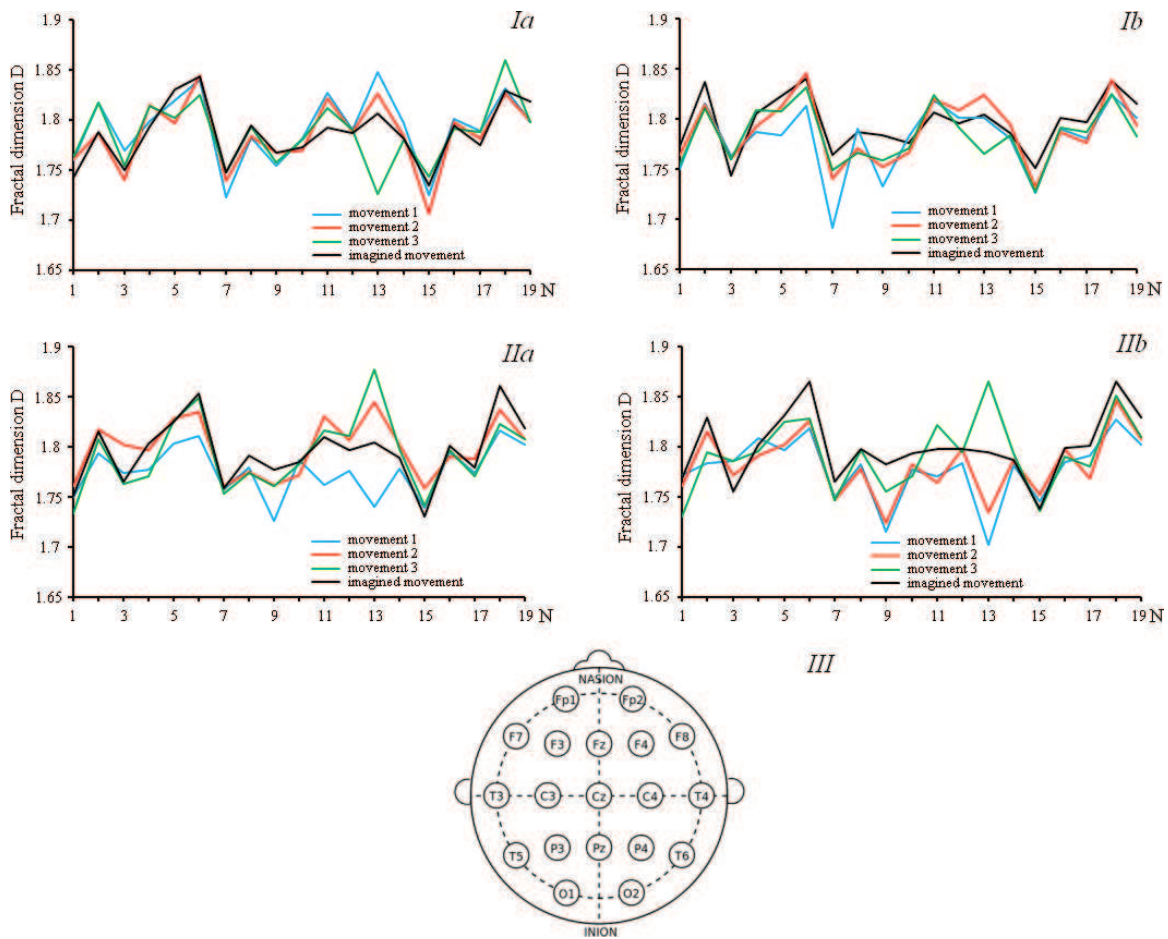 Ia
Fractal dimension D
1.9
1.85
1.8
1.75
1.7
1.65
movement 1
movement 2
movement 3
imagined movement
1 3 5 7 9 11 13 15 17 19 N
Ib
Fractal dimension D
1.9
1.85
1.8
1.75
1.7
1.65
movement 1
movement 2
movement 3
imagined movement
1 3 5 7 9 11 13 15 17 19 N
IIa
Fractal dimension D
1.9
1.85
1.8
1.75
1.7
1.65
movement 1
movement 2
movement 3
imagined movement
1 3 5 7 9 11 13 15 17 19 N
IIb
Fractal dimension D
1.9
1.85
1.8
1.75
1.7
1.65
movement 1
movement 2
movement 3
imagined movement
1 3 5 7 9 11 13 15 17 19 N
III
NASION
Fp1 Fp2
F7 F3 Fz F4 F8
T3 C3 Cz C4 T4
T5 P3 Pz P4 T6
O1 O2
INION